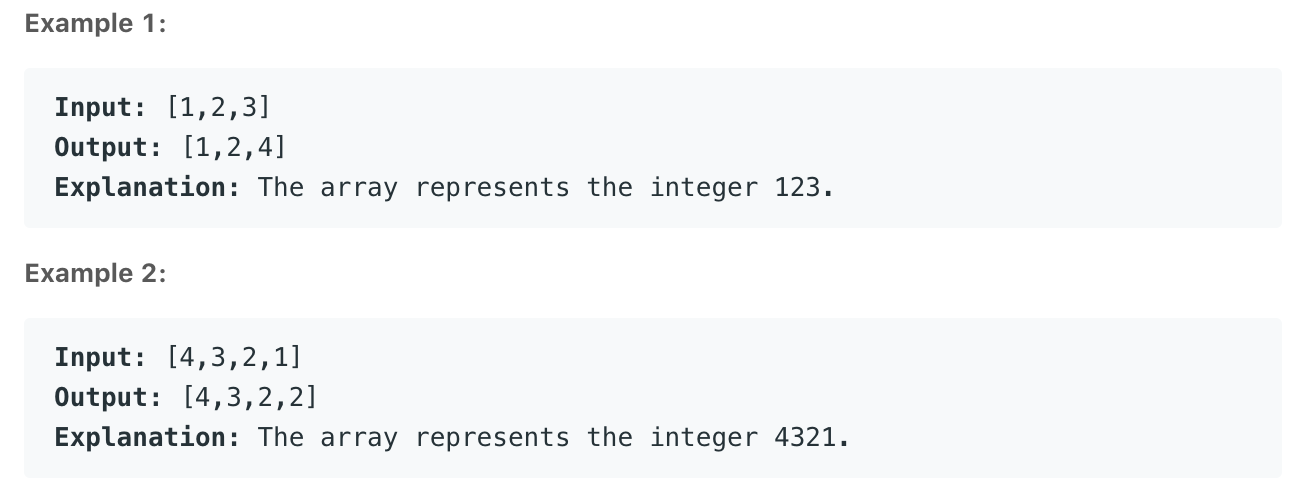 Example 1:
Input: [1,2,3]
Output: [1,2,4]
Explanation: The array represents the integer 123.
Example 2:
Input: [4,3,2,1]
Output: [4,3,2,2]
Explanation: The array represents the integer 4321.